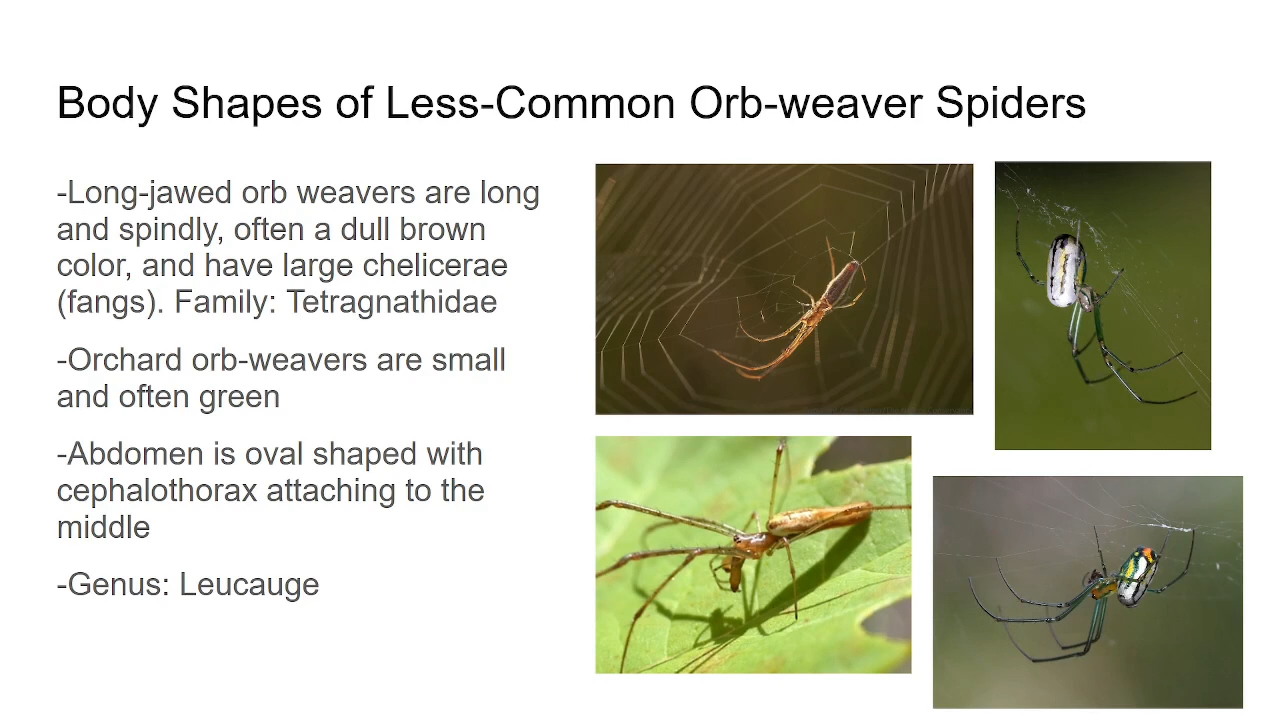 Body Shapes of Less-Common Orb-weaver Spiders
-Long-jawed orb weavers are long
and spindly, often a dull brown
color, and have large chelicerae
(fangs). Family: Tetragnathidae
-Orchard orb-weavers are small
and often green
-Abdomen is oval shaped with
cephalothorax attaching to the
middle
-Genus: Leucauge